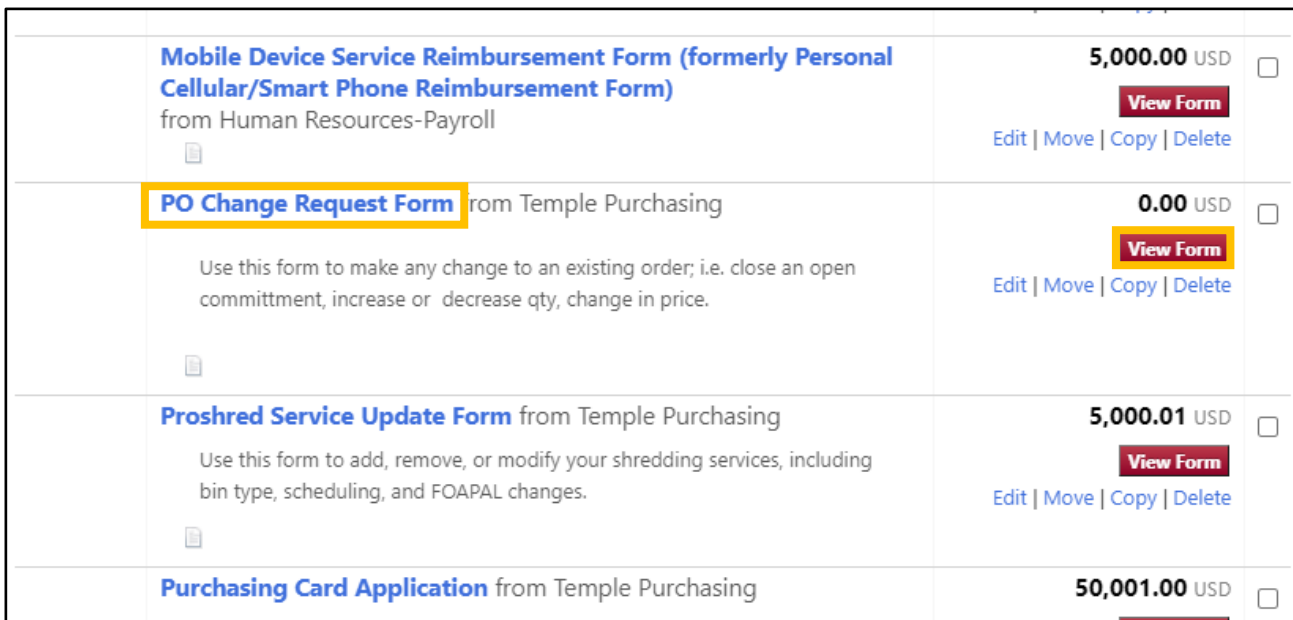 Mobile Device Service Reimbursement Form (formerly Personal
5,000.00 USD
Cellular/Smart Phone Reimbursement Form)
View Form
from Human Resources-Payroll
Edit | Move | Copy | Delete
PO Change Request Form from Temple Purchasing
0.00 USD
View Form
Use this form to make any change to an existing order; i.e. close an open
Edit | Move | Copy | Delete
committment, increase or decrease qty, change in price.
Proshred Service Update Form from Temple Purchasing
5,000.01 USD
Use this form to add, remove, or modify your shredding services, including
View Form
bin type, scheduling, and FOAPAL changes.
Edit | Move | Copy | Delete
Purchasing Card Application from Temple Purchasing
50,001.00 USD